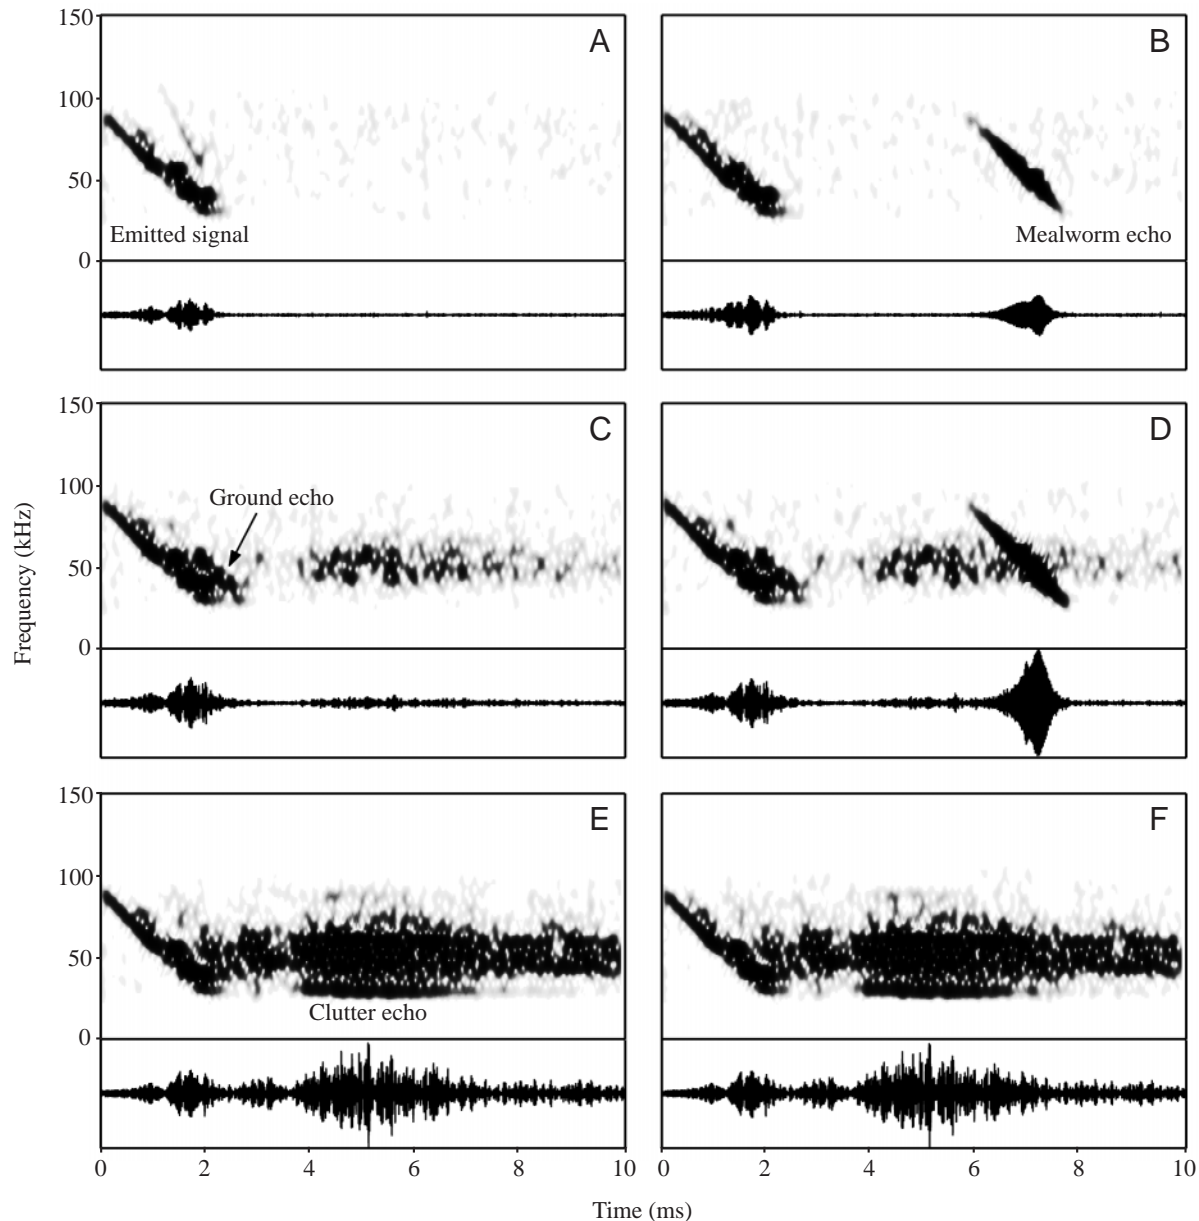 150
A
B
100
50
Emitted signal
Mealworm echo
0
150
C
D
Ground echo
100
50
0
Frequency (kHz)
150
E
F
100
50
Clutter echo
0
0 2 4 6 8 10 0 2 4 6 8 10
Time (ms)